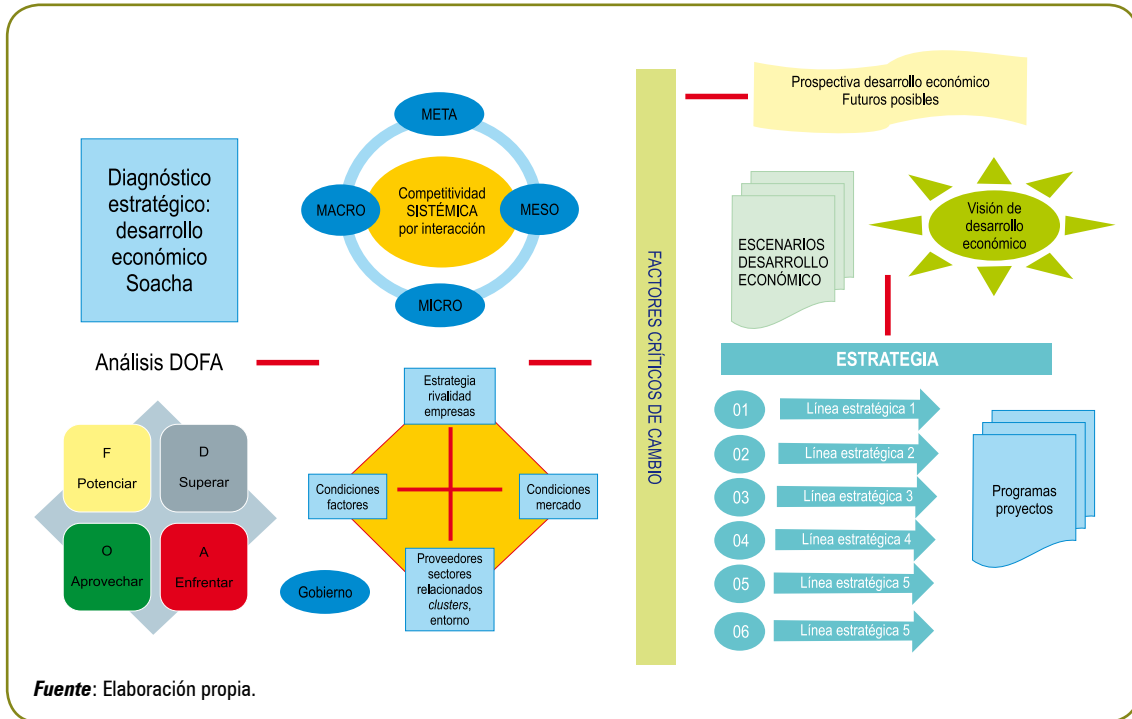 Diagnóstico
estratégico:
desarrollo
económico
Soacha
META
MACRO
Competitividad
SISTÉMICA
por interacción
MESO
MICRO
Análisis DOFA
F
Potenciar
D
Superar
O
Aprovechar
A
Enfrentar
Estrategia
rivalidad
empresas
Condiciones
factores
Condiciones
mercado
Proveedores
sectores
relacionados
clusters,
entorno
Gobierno
FACTORES CRÍTICOS DE CAMBIO
Prospectiva desarrollo económico
Futuros posibles
ESCENARIOS
DESARROLLO
ECONÓMICO
Visión de
desarrollo
económico
ESTRATEGIA
01 Línea estratégica 1
02 Línea estratégica 2
03 Línea estratégica 3
04 Línea estratégica 4
05 Línea estratégica 5
06 Línea estratégica 5
Programas
proyectos
Fuente: Elaboración propia.